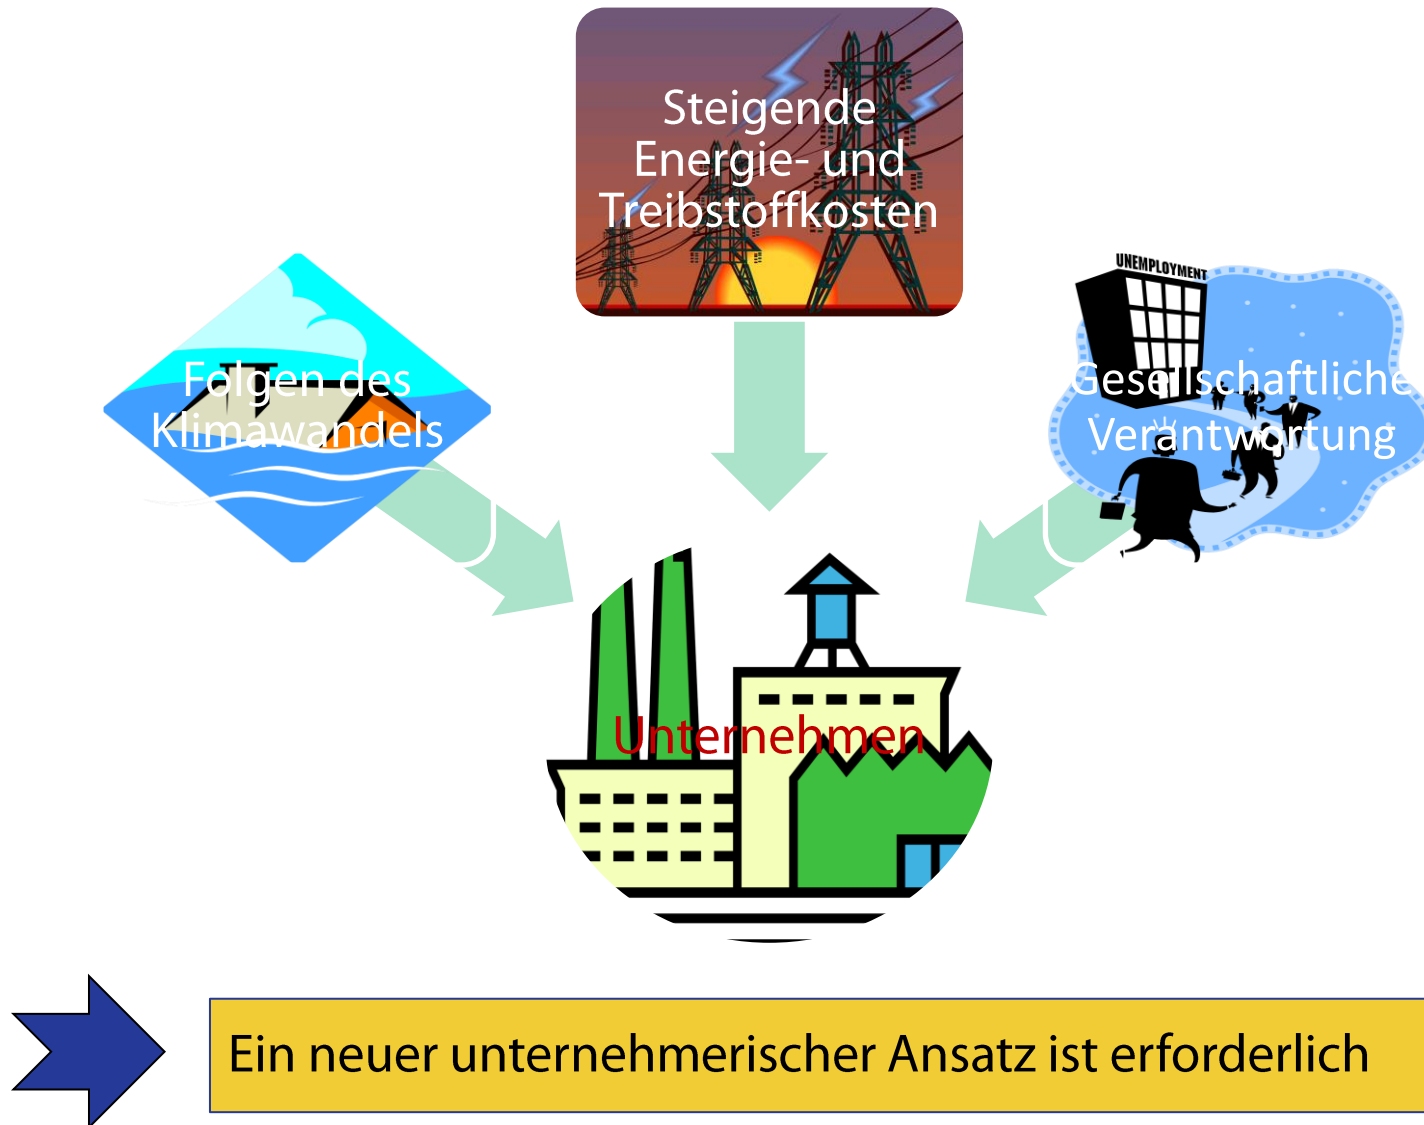 Steigende
Energie- und
Treibstoffkosten
UNEMPLOYMENT
Folgen des
Klimawandels
Gesellschaftliche
Verantwortung
Unternehmen
Ein neuer unternehmerischer Ansatz ist erforderlich